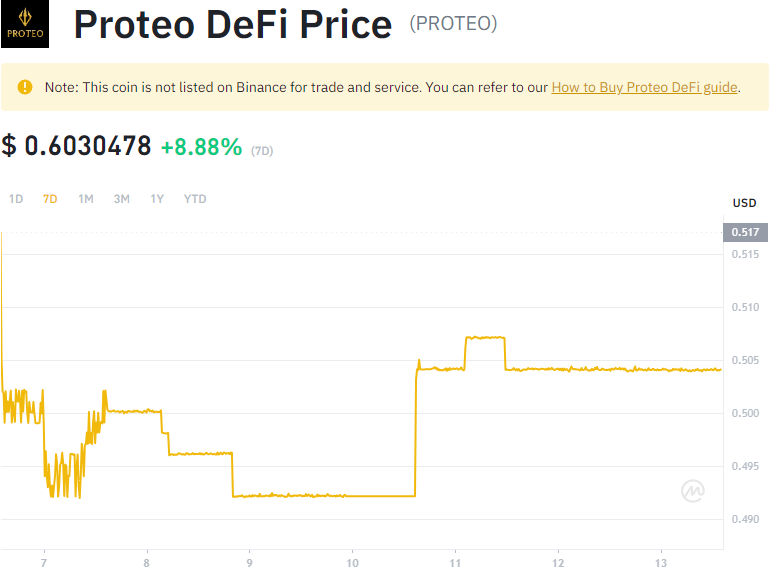 PROTEO
Proteo DeFi Price (PROTEO)
Note: This coin is not listed on Binance for trade and service. You can refer to our How to Buy Proteo DeFi guide.
$ 0.6030478 +8.88% (7D)
1D 7D 1M 3M 1Y YTD
USD
0.517
0.515
0.510
0.505
0.500
0.495
0.490
7 8 9 10 11 12 13